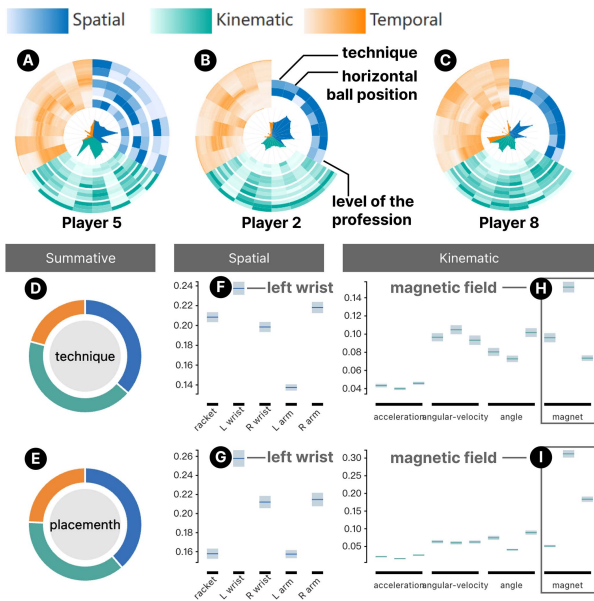 Spatial Kinematic Temporal
A B C
technique
horizontal
ball position
level of the
profession
Player 5 Player 2 Player 8
Summative Spatial Kinematic
D
technique
F
left wrist
0.24
0.22
0.20
0.18
0.16
0.14
racket L wrist R wrist L arm R arm
magnetic field
H
0.14
0.12
0.10
0.08
0.06
0.04
acceleration angular-velocity angle magnet
E
placementh
G
left wrist
0.26
0.24
0.22
0.20
0.18
0.16
racket L wrist R wrist L arm R arm
magnetic field
I
0.30
0.25
0.20
0.15
0.10
0.05
acceleration angular-velocity angle magnet